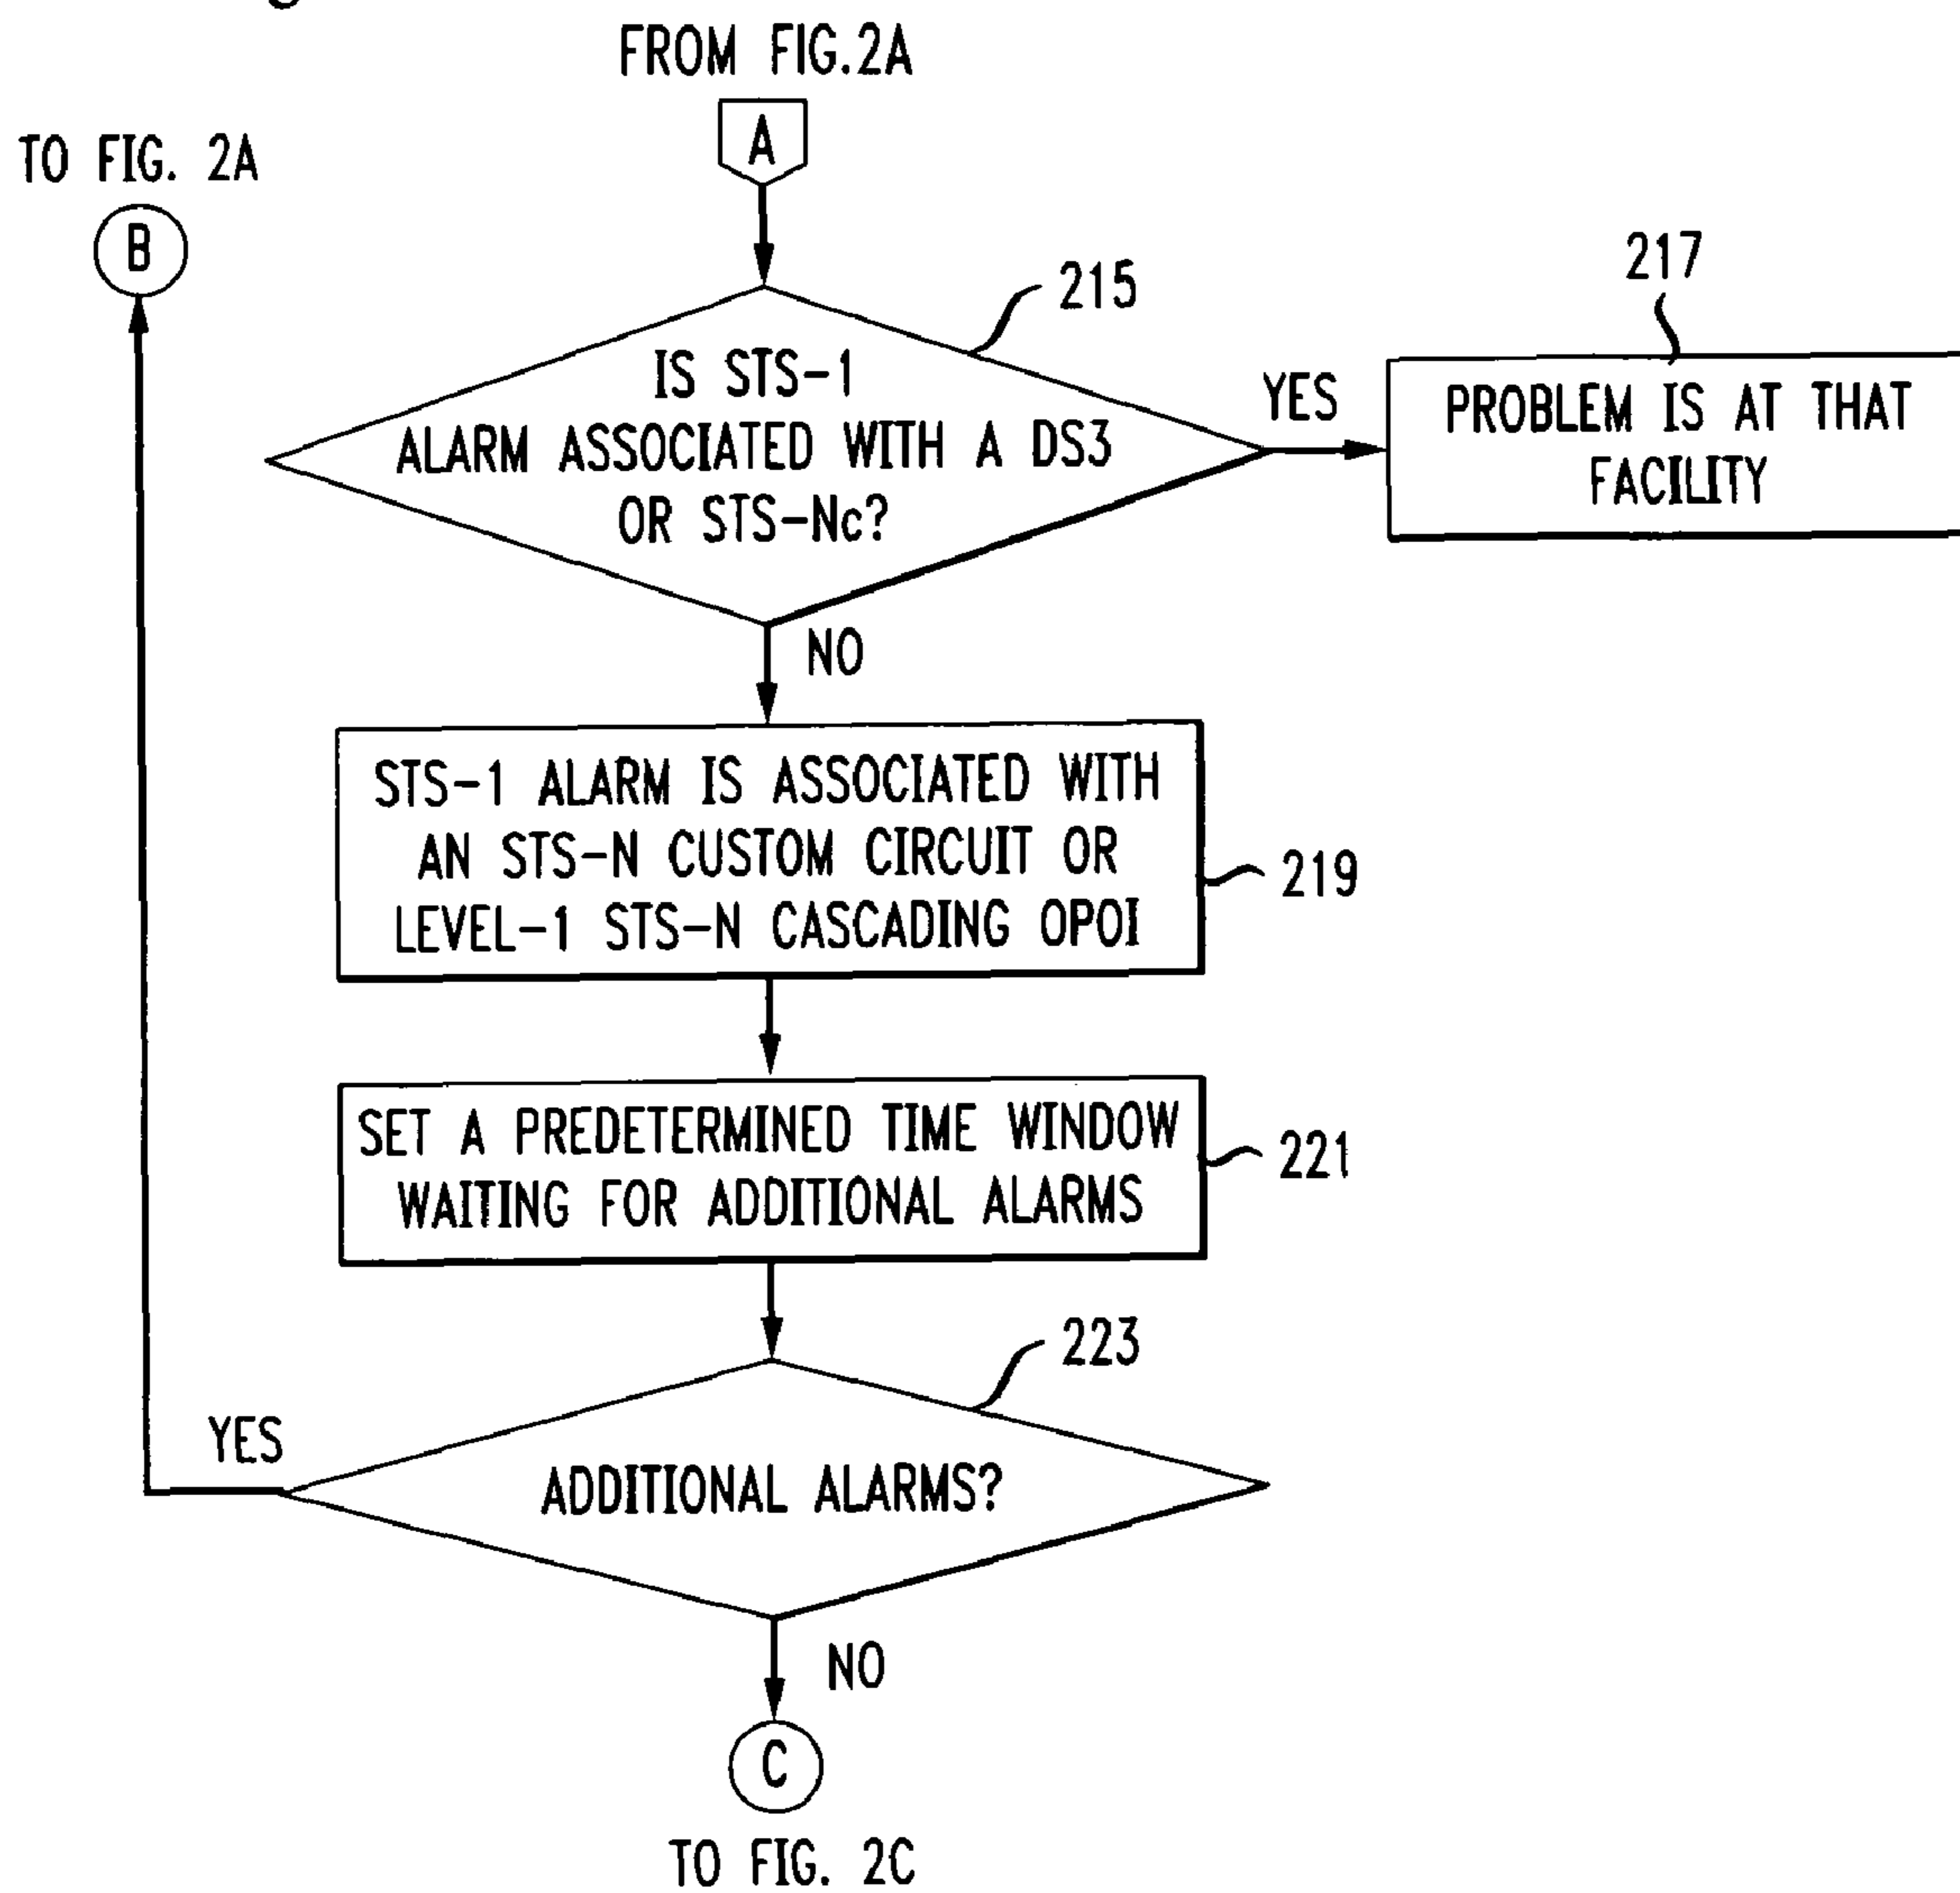 FROM FIG.2A
A
TO FIG. 2A
B
215
IS STS-1
ALARM ASSOCIATED WITH A DS3
OR STS-Nc?
YES
217
PROBLEM IS AT THAT
FACILITY
NO
STS-1 ALARM IS ASSOCIATED WITH
AN STS-N CUSTOM CIRCUIT OR
LEVEL-1 STS-N CASCADING OPOI
219
SET A PREDETERMINED TIME WINDOW
WAITING FOR ADDITIONAL ALARMS
221
223
YES
ADDITIONAL ALARMS?
NO
C
TO FIG. 2C